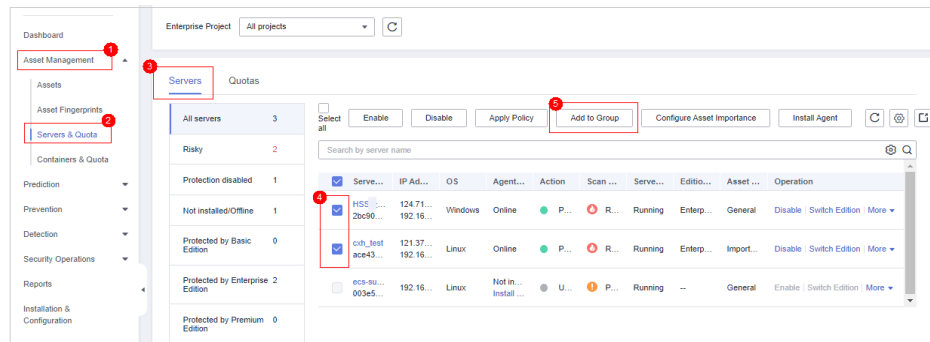 Enterprise Project All projects
Dashboard
1
Asset Management
Assets
Asset Fingerprints
2
Servers & Quota
Containers & Quota
Prediction
Prevention
Detection
Security Operations
Reports
Installation &
Configuration
3
Servers Quotas
All servers 3
Risky 2
Protection disabled 1
Not installed/Offline 1
Protected by Basic 0
Edition
Protected by Enterprise 2
Edition
Protected by Premium 0
Edition
5
Select
all
Enable Disable Apply Policy Add to Group Configure Asset Importance Install Agent
Search by server name
Serve... IP Ad... OS Agent... Action Scan ... Serve... Editio... Asset ... Operation
4
HSS_... 124.71... Windows Online P... R... Running Enterp... General Disable Switch Edition More
2bc90... 192.16...
cxh_test 121.37... Linux Online P... R... Running Enterp... Import... Disable Switch Edition More
ace43... 192.16...
ecs-su... 192.16... Linux Not in... U... P... Running -- General Enable Switch Edition More
003e5... Install ...